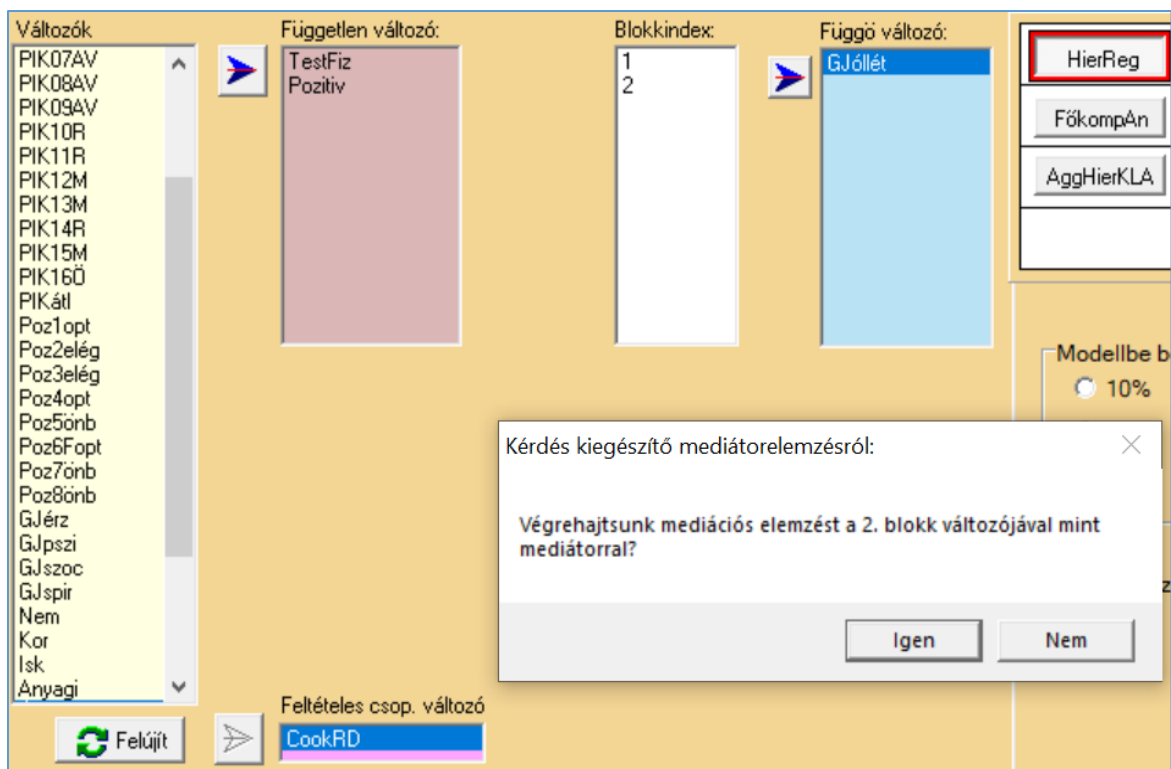 Változók
PIK07AV
PIK08AV
PIK09AV
PIK10R
PIK11R
PIK12M
PIK13M
PIK14R
PIK15M
PIK16Ö
PIKátl
Poz1opt
Poz2elég
Poz3elég
Poz4opt
Poz5önb
Poz6Fopt
Poz7önb
Poz8önb
GJérz
GJpszi
GJszoc
GJspir
Nem
Kor
Isk
Anyagi
Felújít
Független változó:
TestFiz
Pozitiv
Blokkindex:
1
2
Függö változó:
GJóllét
HierReg
FőkompAn
AggHierKLA
Modellbe b
10%
Kérdés kiegészítő mediátorelemzésről:
Végrehajtsunk mediációs elemzést a 2. blokk változójával mint
mediátorral?
Igen
Nem
Feltételes csop. változó
CookRD